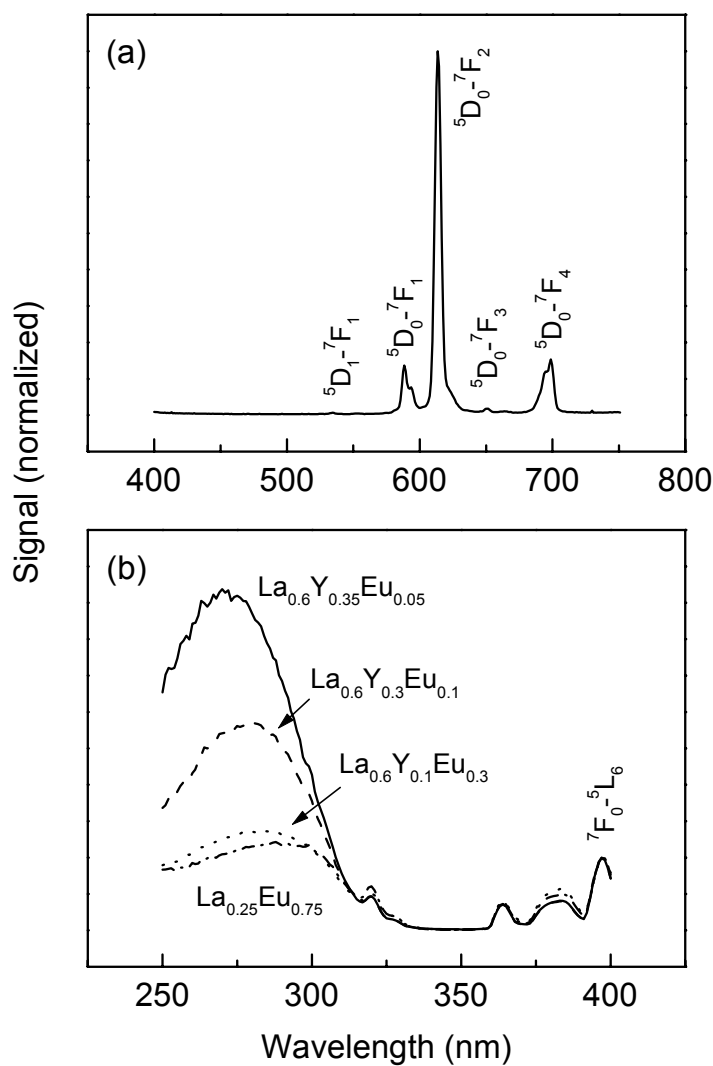 (a)
⁵D₀-⁷F₂
⁵D₁-⁷F₁
⁵D₀-⁷F₁
⁵D₀-⁷F₃
⁵D₀-⁷F₄
400 500 600 700 800
Signal (normalized)
(b)
La₀.₆Y₀.₃₅Eu₀.₀₅
La₀.₆Y₀.₃Eu₀.₁
La₀.₆Y₀.₁Eu₀.₃
La₀.₂₅Eu₀.₇₅
⁷F₀-⁵L₆
250 300 350 400
Wavelength (nm)